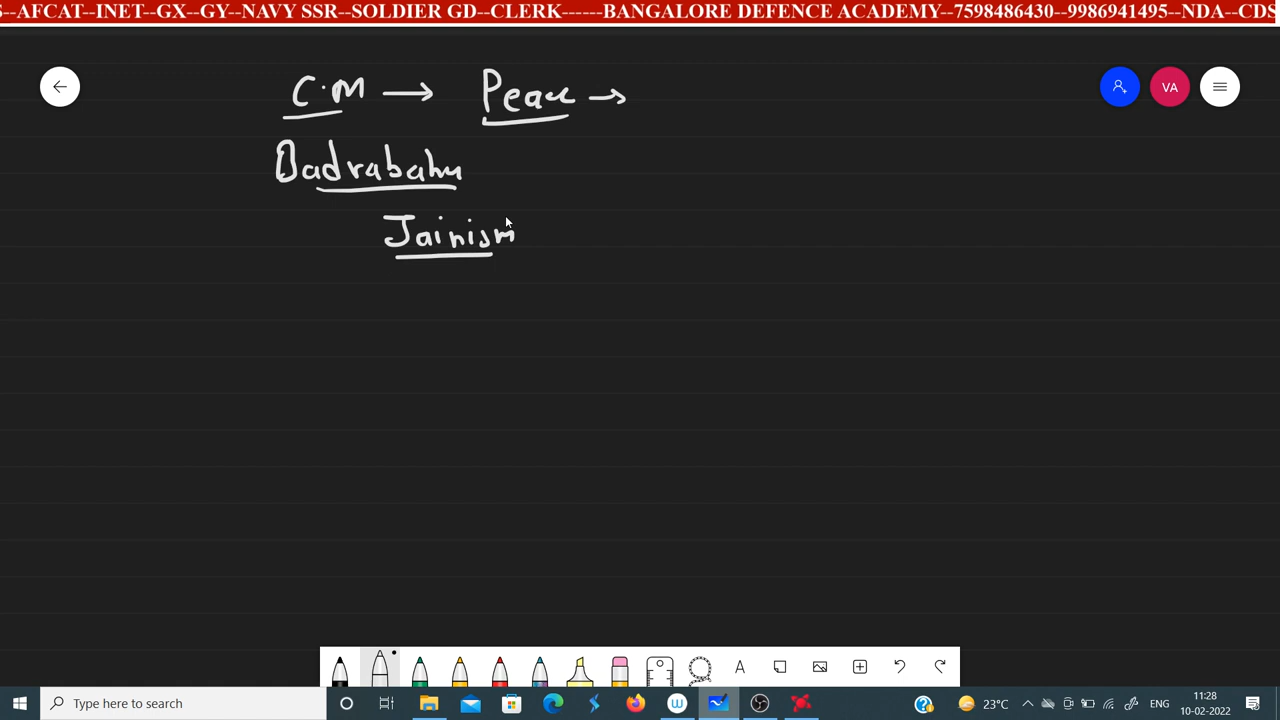 S--AFCAT--INET--GX--GY--NAVY SSR--SOLDIER GD--CLERK------BANGALORE DEFENCE ACADEMY--7598486430--9986941495--NDA--CDS
C.M → Peace →
VA
Badrabahu
Jainism
A
Type here to search
23°C
ENG
11:28
10-02-2022